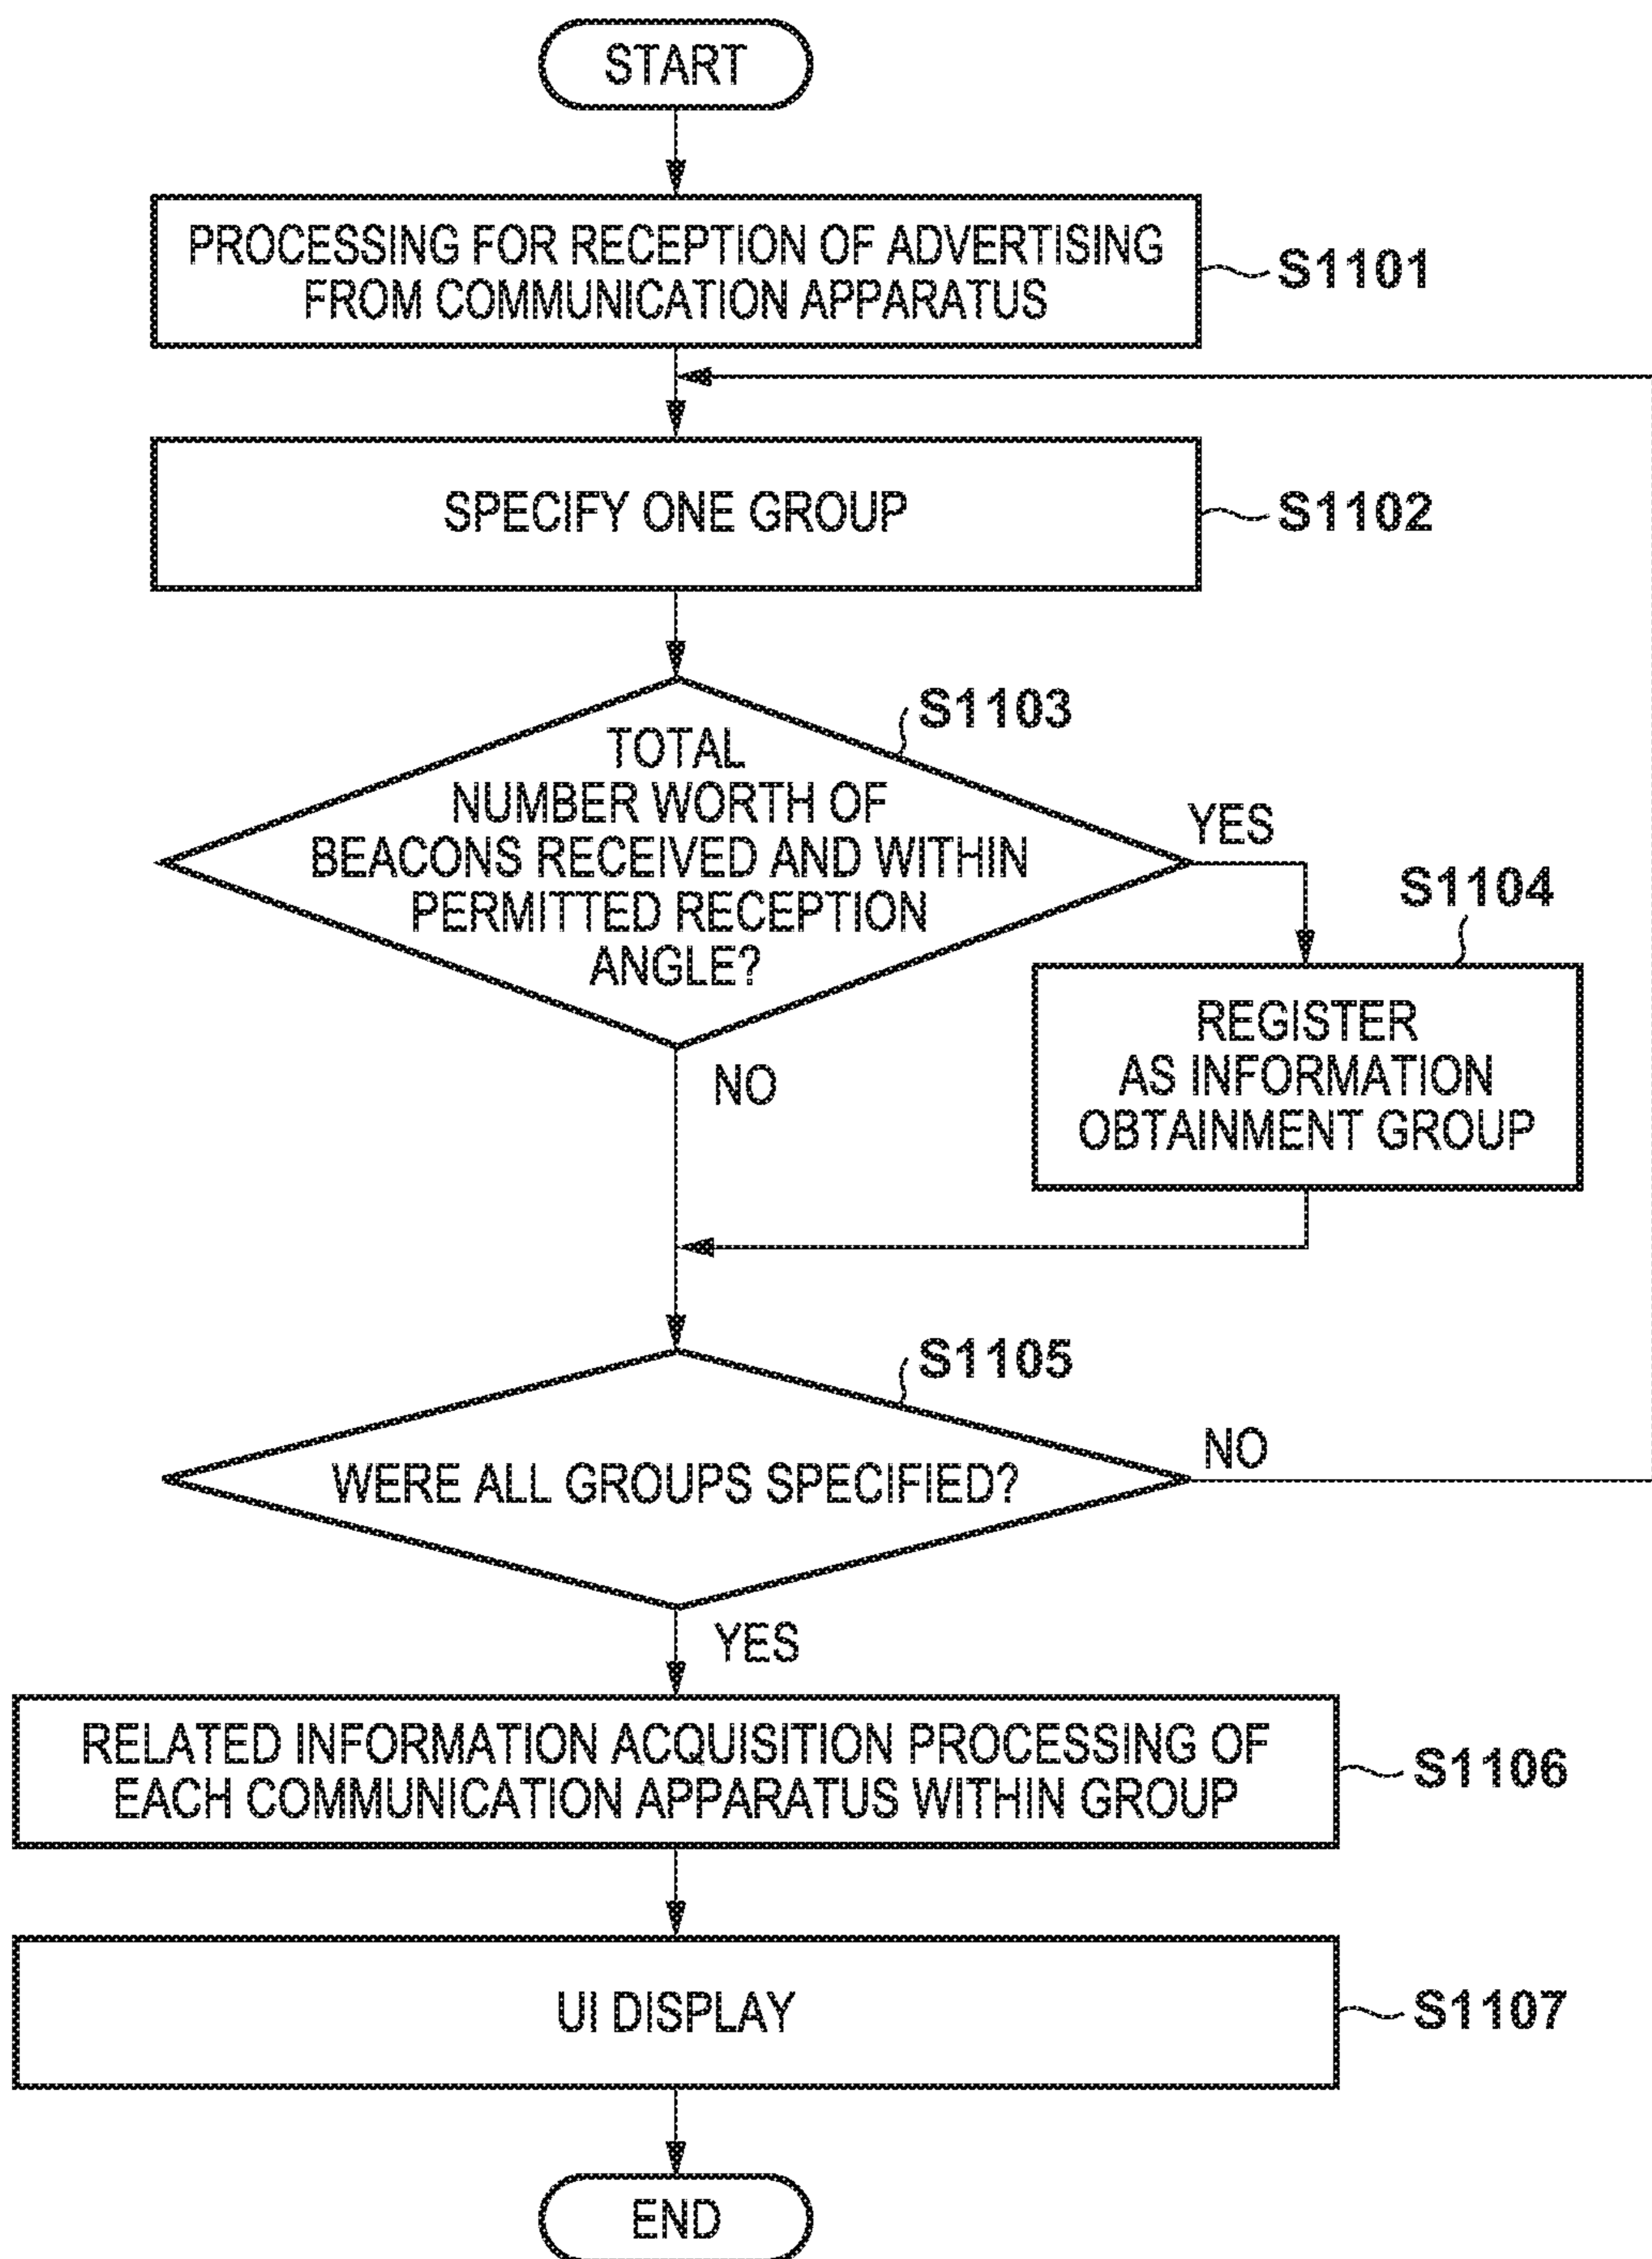 START
PROCESSING FOR RECEPTION OF ADVERTISING
FROM COMMUNICATION APPARATUS
S1101
SPECIFY ONE GROUP
S1102
S1103
TOTAL
NUMBER WORTH OF
BEACONS RECEIVED AND WITHIN
PERMITTED RECEPTION
ANGLE?
YES
NO
S1104
REGISTER
AS INFORMATION
OBTAINMENT GROUP
S1105
WERE ALL GROUPS SPECIFIED?
NO
YES
RELATED INFORMATION ACQUISITION PROCESSING OF
EACH COMMUNICATION APPARATUS WITHIN GROUP
S1106
UI DISPLAY
S1107
END